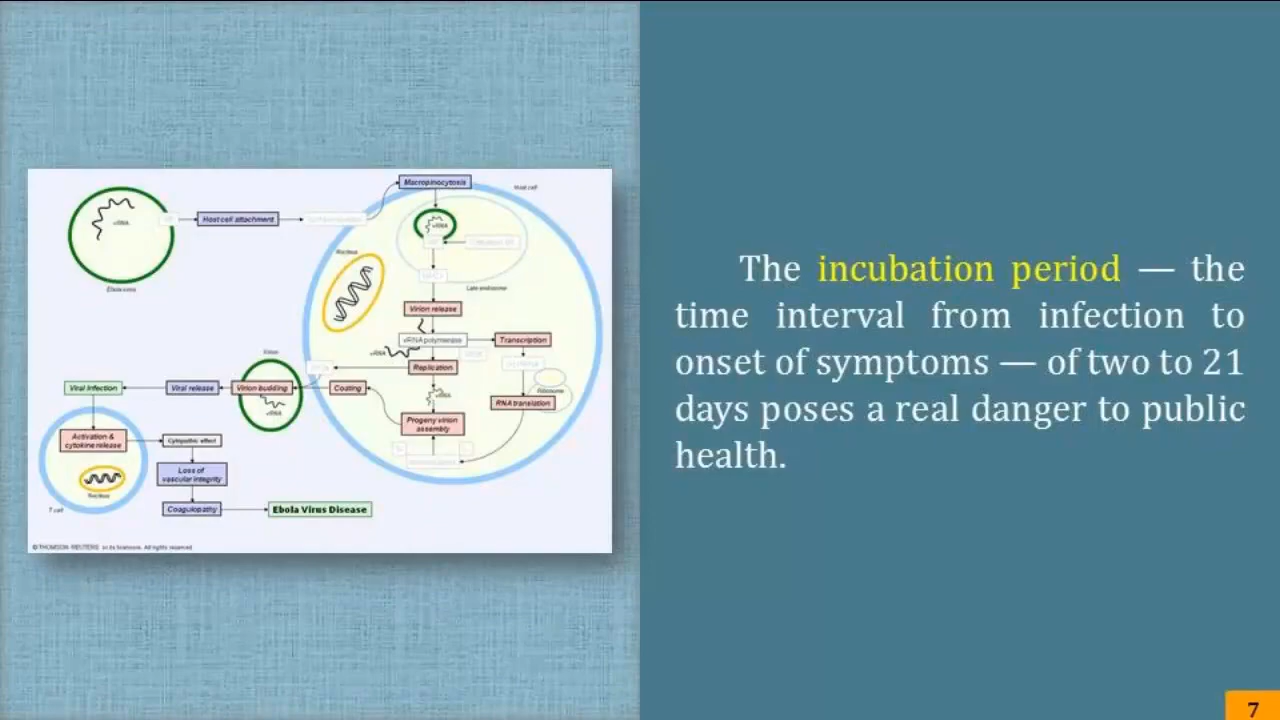 Macropinocytosis
Host cell
vRNA
Host cell attachment
vRNA
Nucleus
Ebola virus
Late endosome
Virion release
vRNA polymerase
Transcription
vRNA
Replication
Virion
Viral infection
Viral release
Virion budding
Coating
vRNA
Ribosome
RNA translation
vRNA
Progeny virion
assembly
Activation &
cytokine release
Cytopathic effect
Loss of
vascular integrity
Nucleus
T cell
Coagulopathy
Ebola Virus Disease
The incubation period — the
time interval from infection to
onset of symptoms — of two to 21
days poses a real danger to public
health.
7